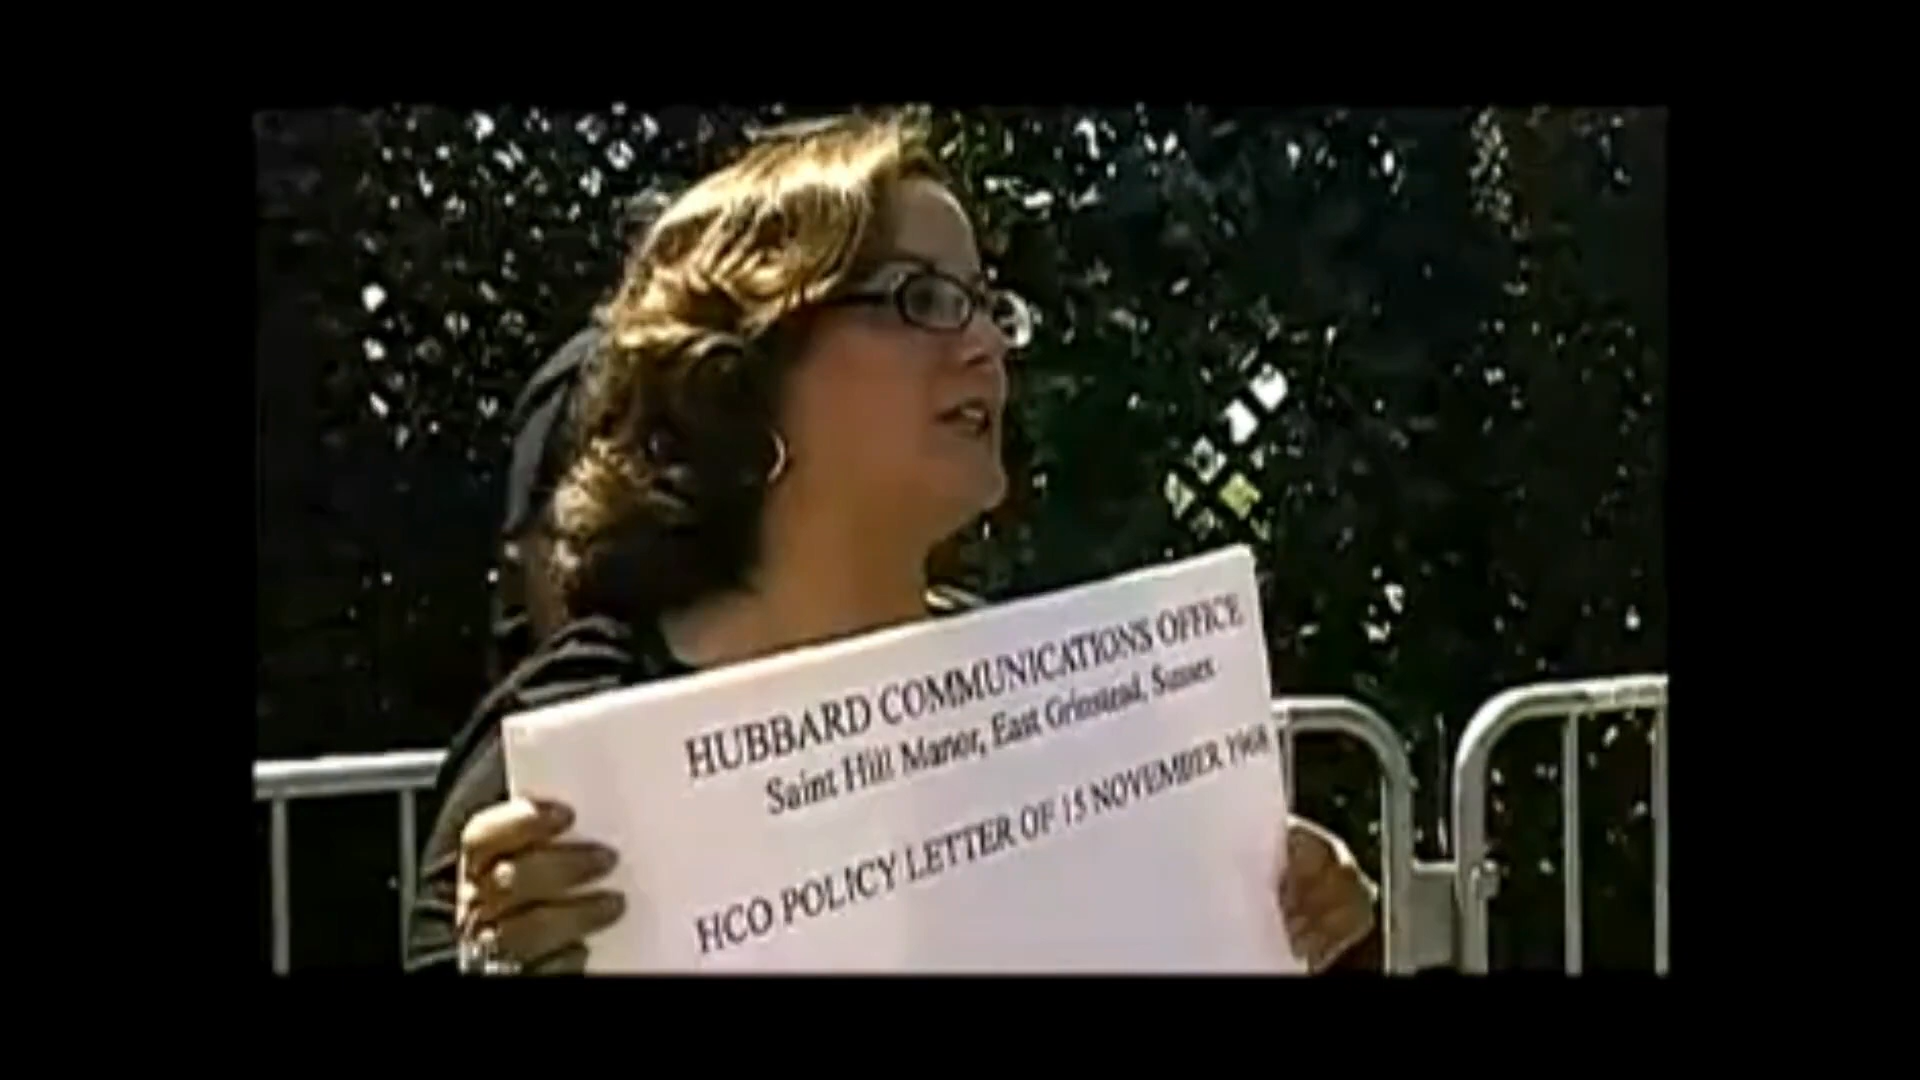 HUBBARD COMMUNICATIONS OFFICE
Saint Hill Manor, East Grinstead, Sussex
HCO POLICY LETTER OF 15 NOVEMBER 1968